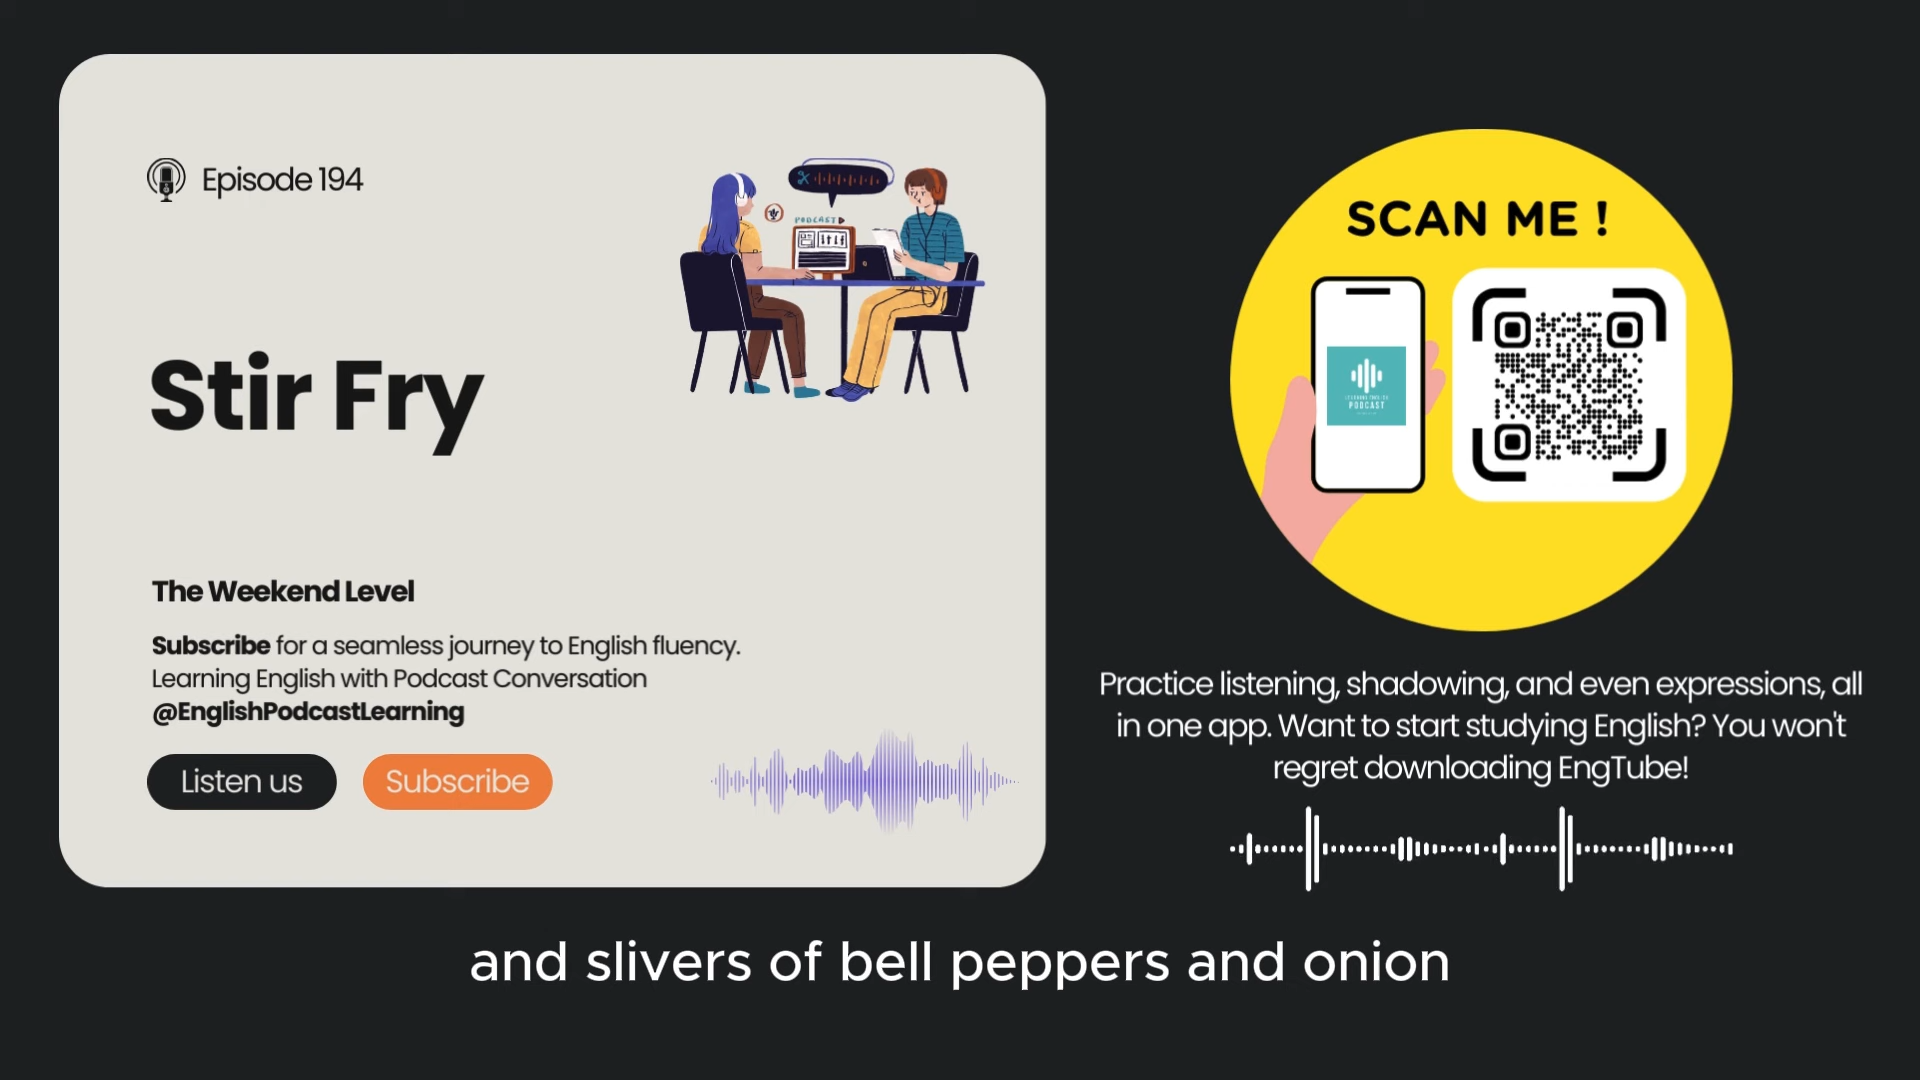 Episode 194
PODCAST
Stir Fry
The Weekend Level
Subscribe for a seamless journey to English fluency.
Learning English with Podcast Conversation
@EnglishPodcastLearning
Listen us
Subscribe
SCAN ME !
PODCAST
Practice listening, shadowing, and even expressions, all
in one app. Want to start studying English? You won't
regret downloading EngTube!
and slivers of bell peppers and onion